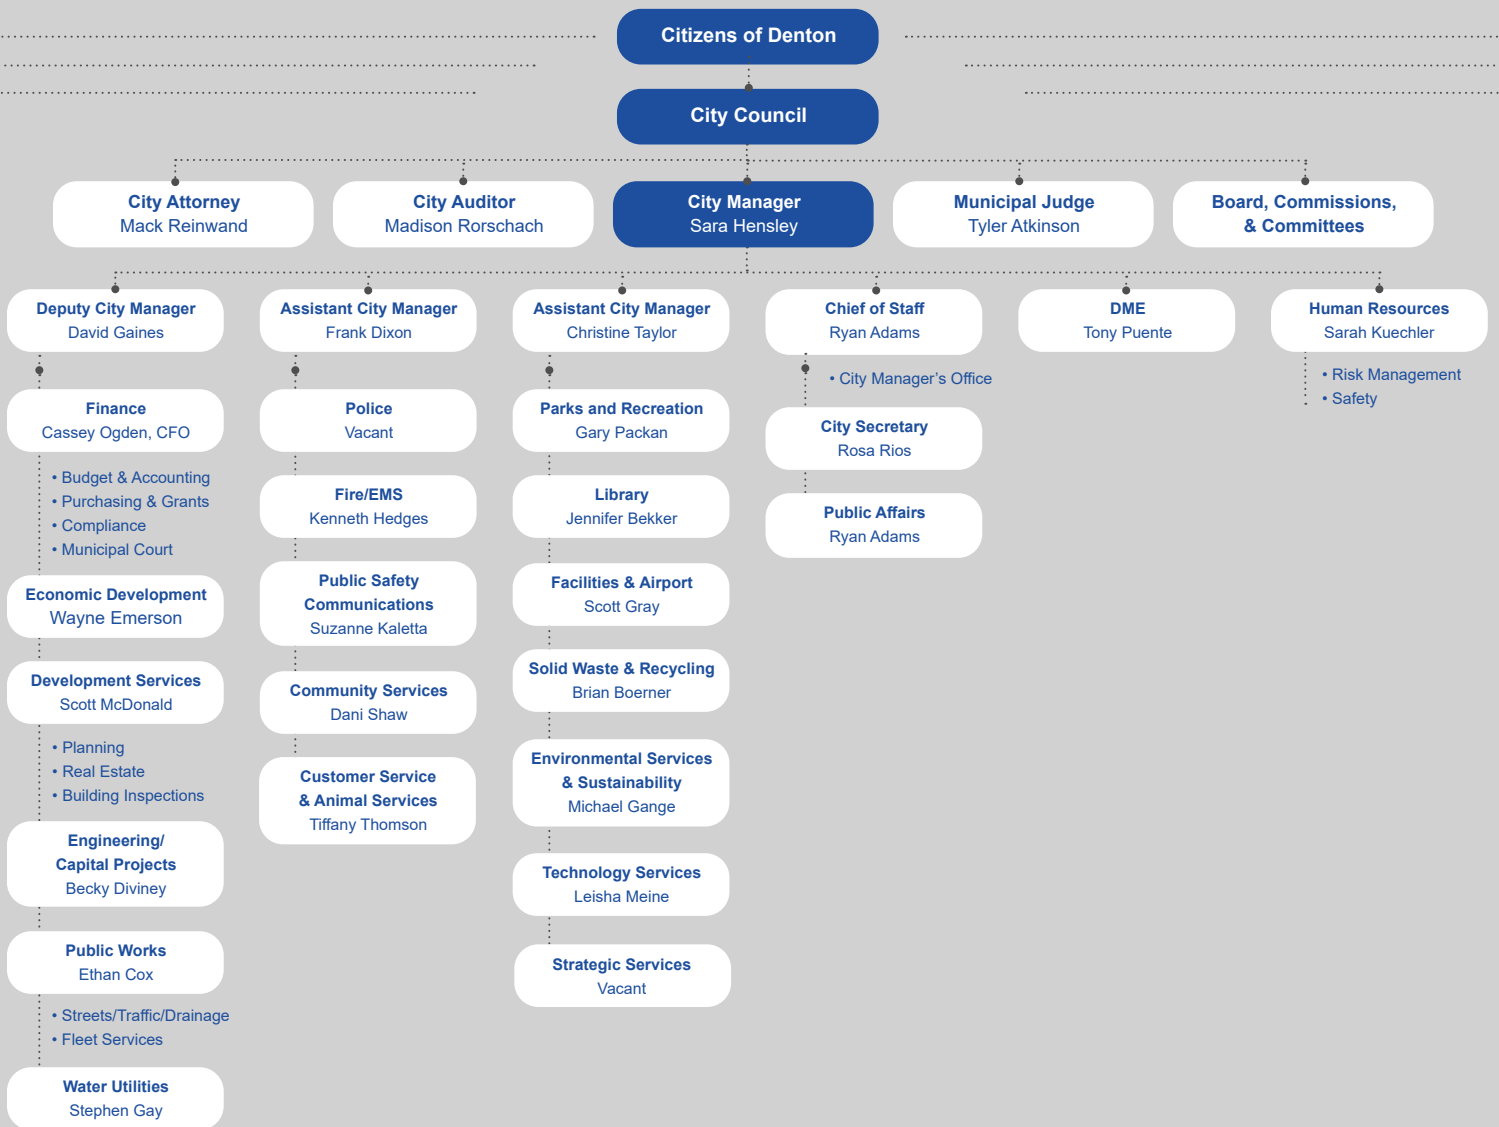 Citizens of Denton
City Council
City Attorney
Mack Reinwand
City Auditor
Madison Rorschach
City Manager
Sara Hensley
Municipal Judge
Tyler Atkinson
Board, Commissions,
& Committees
Deputy City Manager
David Gaines
Finance
Cassey Ogden, CFO
• Budget & Accounting
• Purchasing & Grants
• Compliance
• Municipal Court
Economic Development
Wayne Emerson
Development Services
Scott McDonald
• Planning
• Real Estate
• Building Inspections
Engineering/
Capital Projects
Becky Diviney
Public Works
Ethan Cox
• Streets/Traffic/Drainage
• Fleet Services
Water Utilities
Stephen Gay
Assistant City Manager
Frank Dixon
Police
Vacant
Fire/EMS
Kenneth Hedges
Public Safety
Communications
Suzanne Kaletta
Community Services
Dani Shaw
Customer Service
& Animal Services
Tiffany Thomson
Assistant City Manager
Christine Taylor
Parks and Recreation
Gary Packan
Library
Jennifer Bekker
Facilities & Airport
Scott Gray
Solid Waste & Recycling
Brian Boerner
Environmental Services
& Sustainability
Michael Gange
Technology Services
Leisha Meine
Strategic Services
Vacant
Chief of Staff
Ryan Adams
• City Manager’s Office
City Secretary
Rosa Rios
Public Affairs
Ryan Adams
DME
Tony Puente
Human Resources
Sarah Kuechler
• Risk Management
• Safety